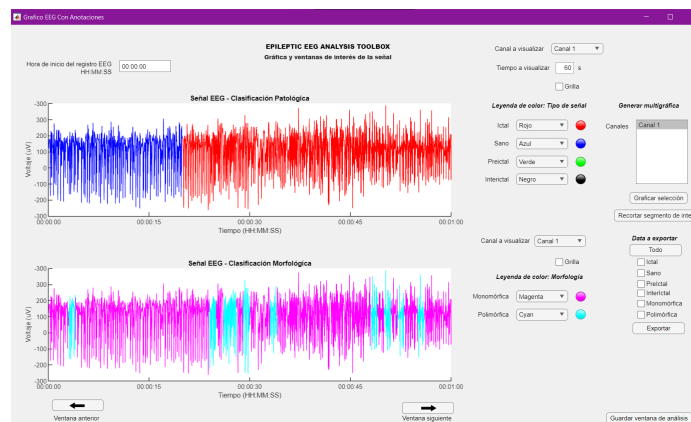 Grafico EEG Con Anotaciones
EPILEPTIC EEG ANALYSIS TOOLBOX
Gráfica y ventanas de interés de la señal
Hora de inicio del registro EEG
HH:MM:SS
00:00:00
Canal a visualizar
Canal 1
Tiempo a visualizar
60
s
Grilla
Señal EEG - Clasificación Patológica
-300
300
200
100
0
-100
-200
-300
Voltaje (uV)
00:00:00
00:00:15
00:00:30
00:00:45
00:01:00
Tiempo (HH:MM:SS)
Leyenda de color: Tipo de señal
Ictal
Rojo
Sano
Azul
Preictal
Verde
Interictal
Negro
Generar multigráfica
Canales
Canal 1
Graficar selección
Recortar segmento de inte
Canal a visualizar
Canal 1
Grilla
Leyenda de color: Morfología
Monomórfica
Magenta
Polimórfica
Cyan
Data a exportar
Todo
Ictal
Sano
Preictal
Interictal
Monomórfica
Polimórfica
Exportar
Señal EEG - Clasificación Morfológica
-300
300
200
100
0
-100
-200
-300
Voltaje (uV)
00:00:00
00:00:15
00:00:30
00:00:45
00:01:00
Tiempo (HH:MM:SS)
Ventana anterior
Ventana siguiente
Guardar ventana de análisis